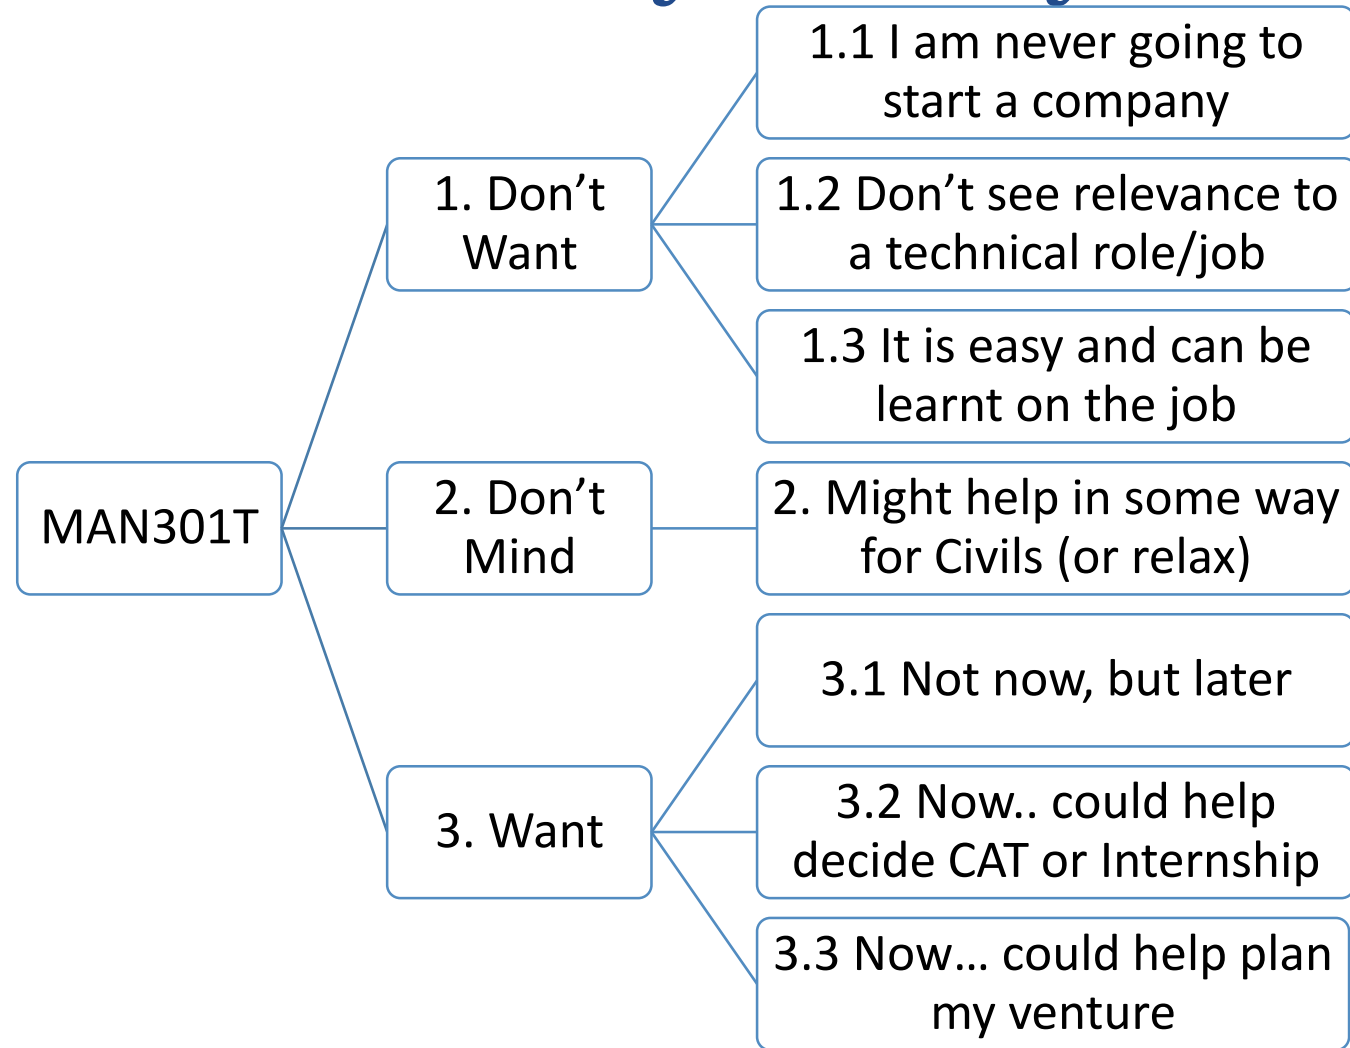 1.1 I am never going to
start a company
1. Don’t
Want
1.2 Don’t see relevance to
a technical role/job
1.3 It is easy and can be
learnt on the job
MAN301T
2. Don’t
Mind
2. Might help in some way
for Civils (or relax)
3.1 Not now, but later
3. Want
3.2 Now.. could help
decide CAT or Internship
3.3 Now... could help plan
my venture